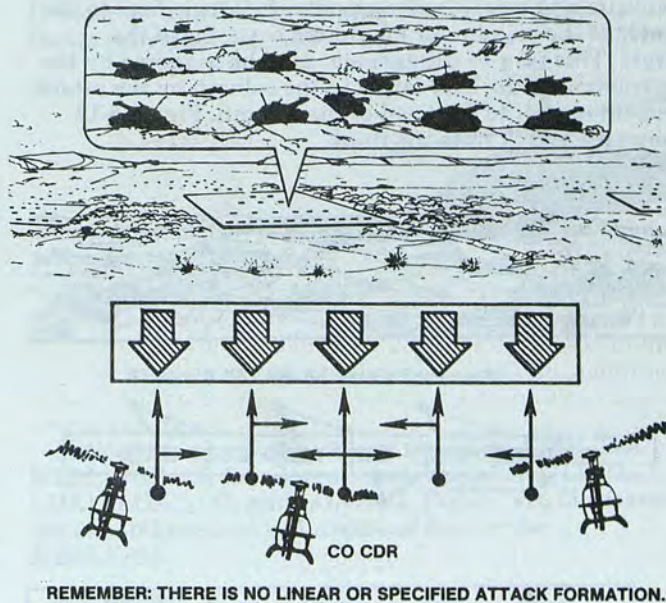 CO CDR
REMEMBER: THERE IS NO LINEAR OR SPECIFIED ATTACK FORMATION.